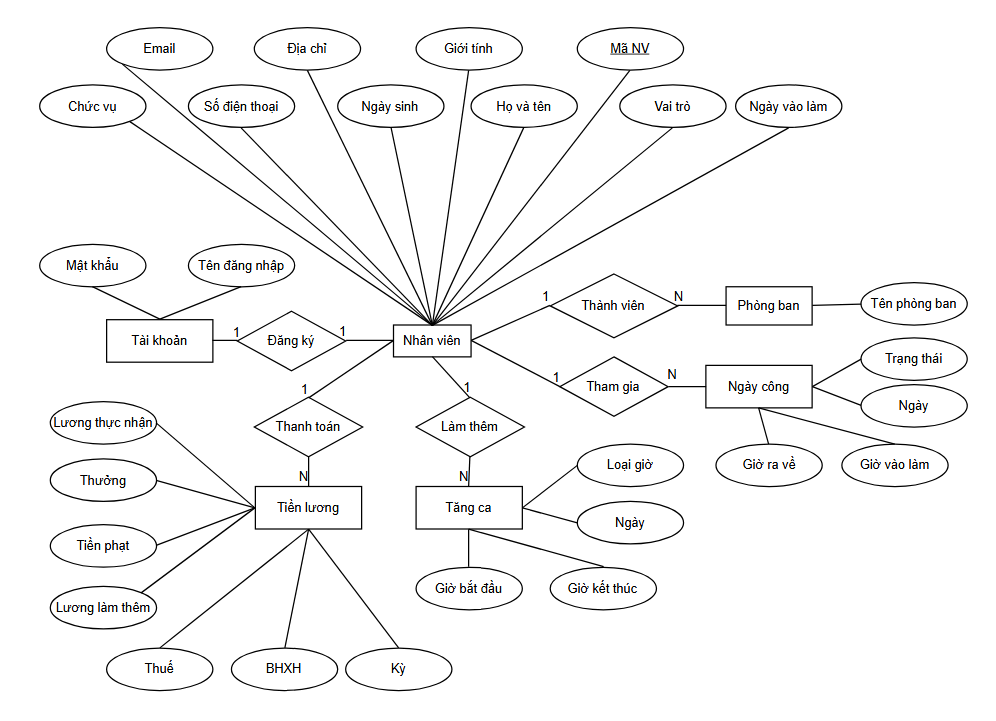 Email
Địa chỉ
Giới tính
Mã NV
Chức vụ
Số điện thoại
Ngày sinh
Họ và tên
Vai trò
Ngày vào làm
Mật khẩu
Tên đăng nhập
1
Thành viên
N
Phòng ban
Tên phòng ban
Tài khoản
1
Đăng ký
1
Nhân viên
1
Tham gia
N
Ngày công
Trạng thái
Ngày
Giờ ra về
Giờ vào làm
1
Thanh toán
N
1
Làm thêm
N
Lương thực nhận
Thưởng
Tiền phạt
Lương làm thêm
Tiền lương
Thuế
BHXH
Kỳ
Tăng ca
Loại giờ
Ngày
Giờ bắt đầu
Giờ kết thúc